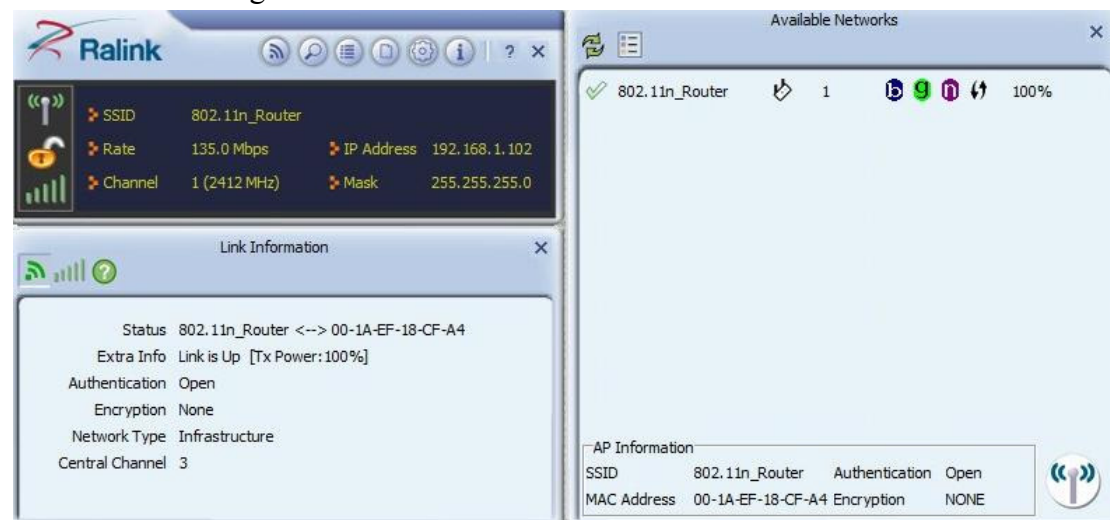 Ralink
? ×
SSID 802.11n_Router
Rate 135.0 Mbps IP Address 192.168.1.102
Channel 1 (2412 MHz) Mask 255.255.255.0
Link Information ×
?
Status 802.11n_Router <--> 00-1A-EF-18-CF-A4
Extra Info Link is Up [Tx Power:100%]
Authentication Open
Encryption None
Network Type Infrastructure
Central Channel 3
Available Networks ×
802.11n_Router 1 b g n 100%
AP Information
SSID 802.11n_Router Authentication Open
MAC Address 00-1A-EF-18-CF-A4 Encryption NONE